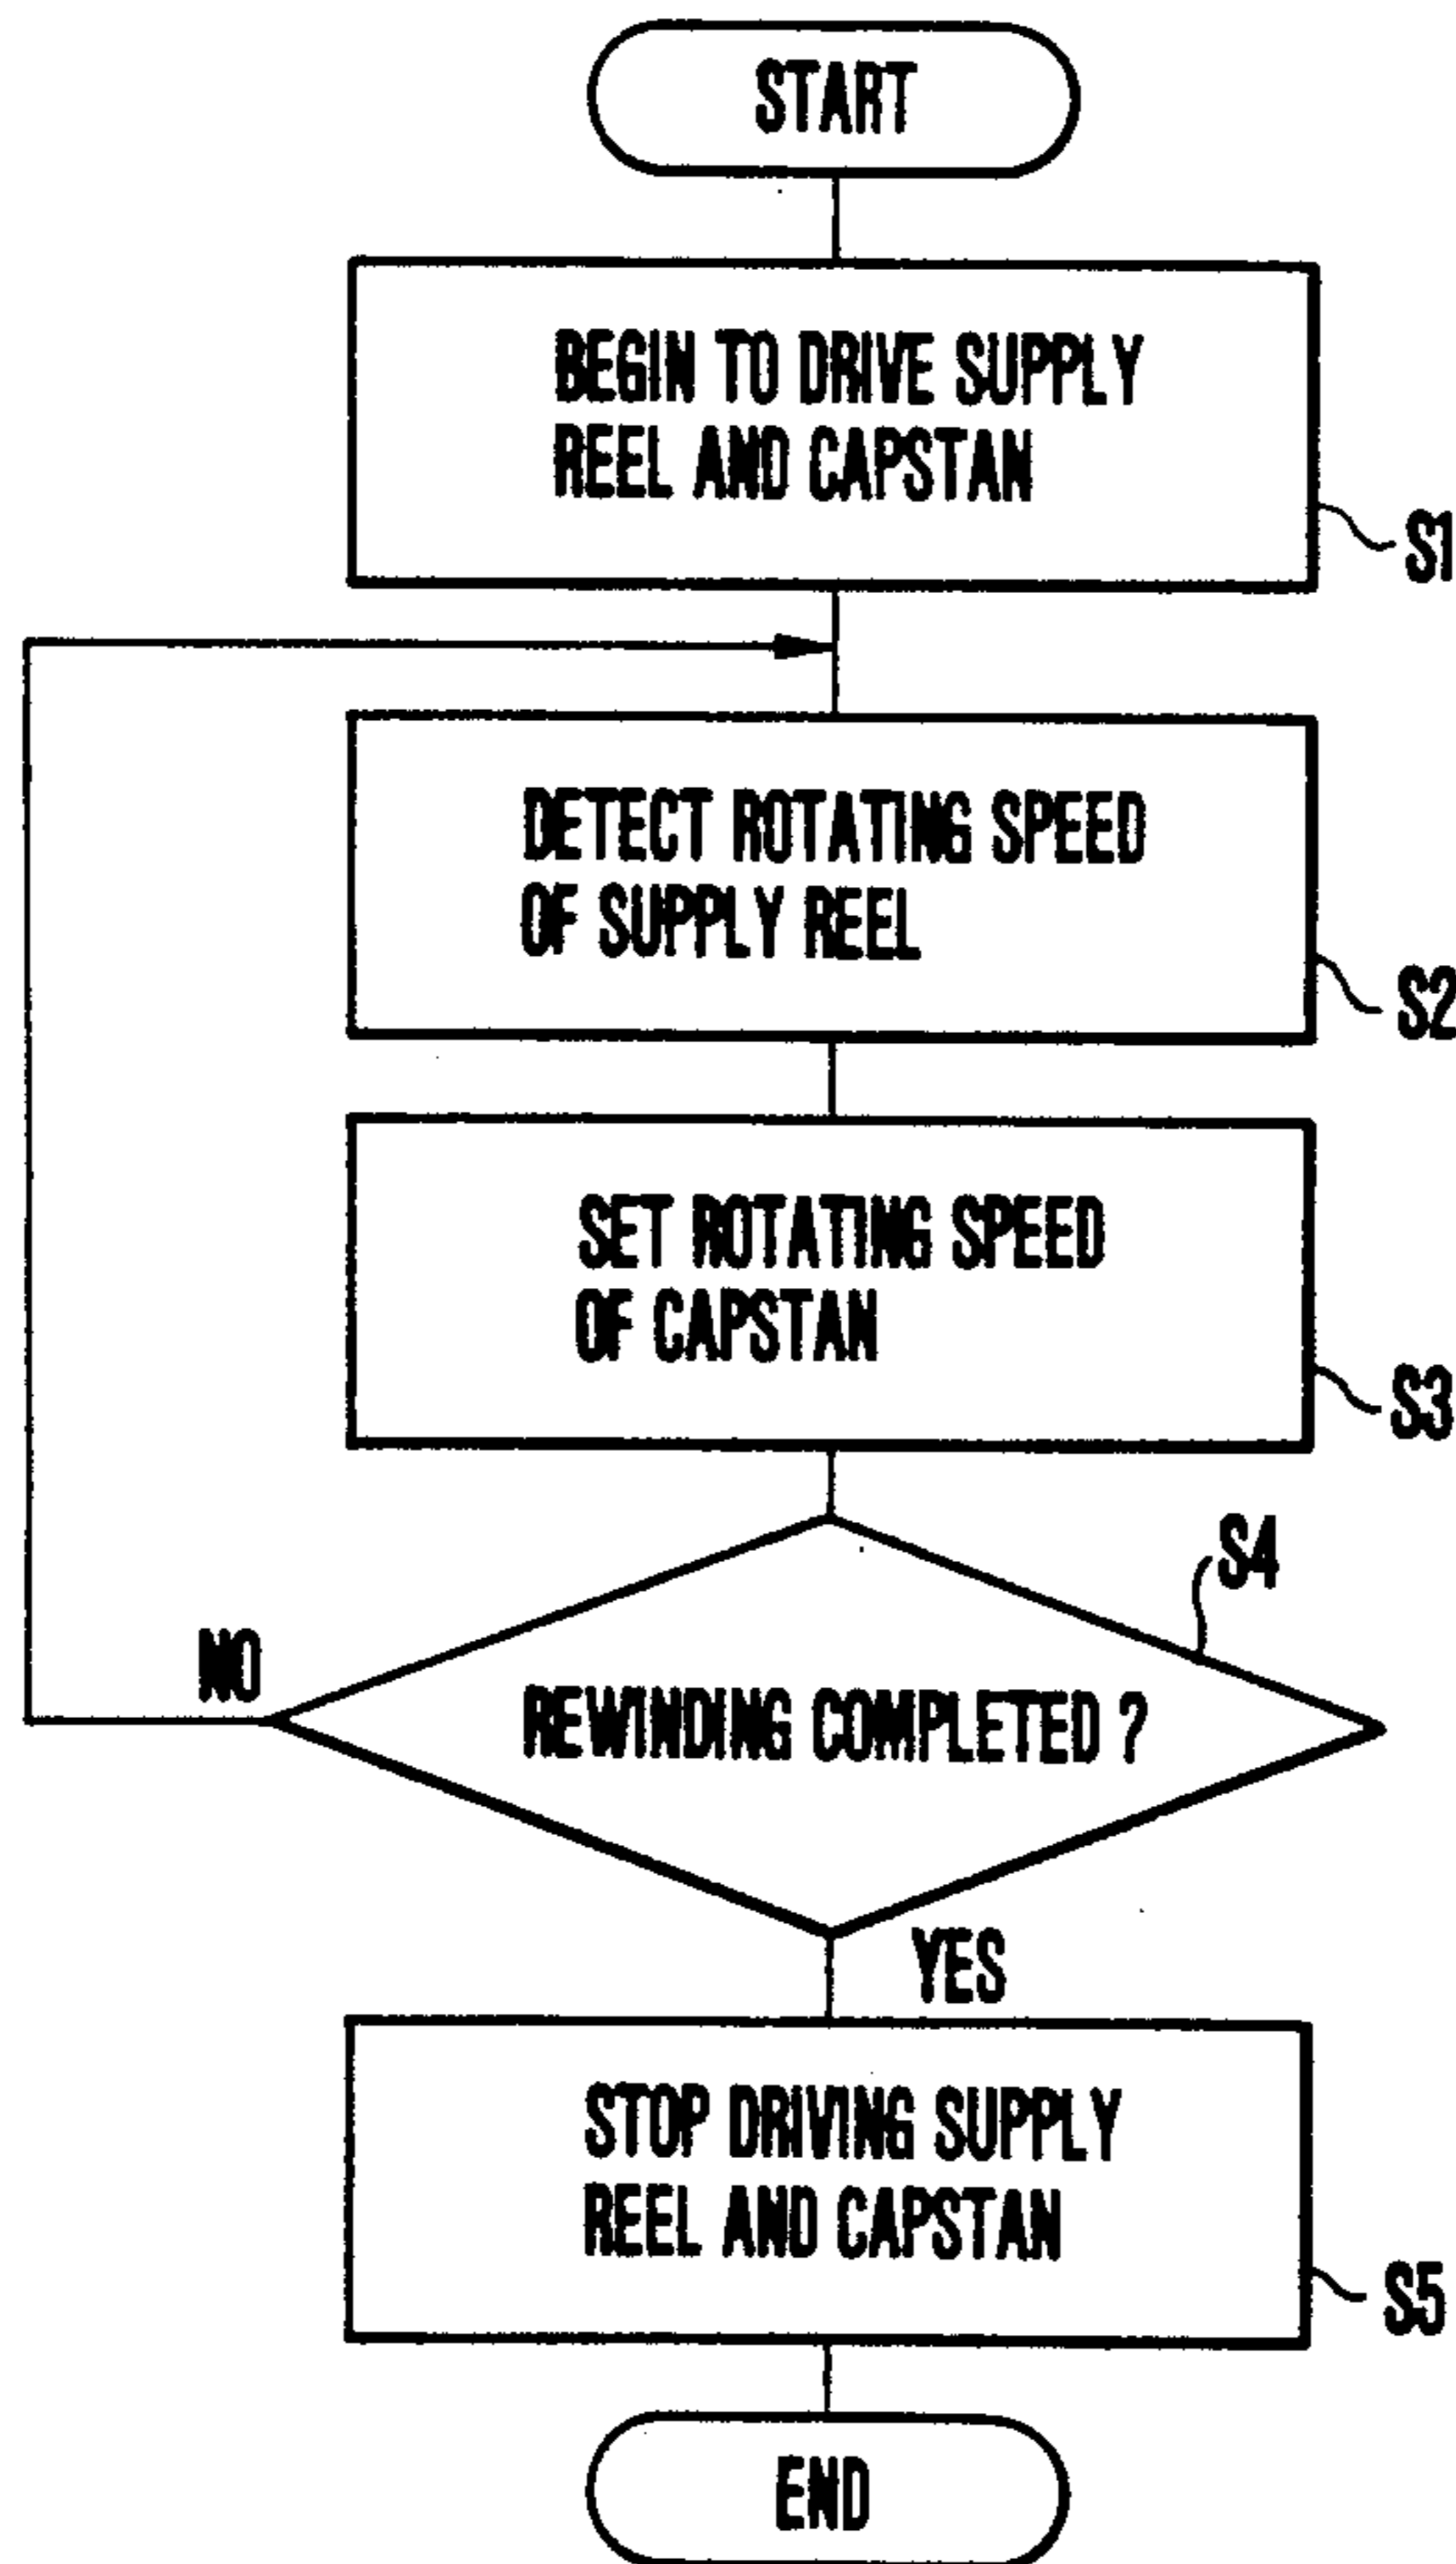 START
BEGIN TO DRIVE SUPPLY
REEL AND CAPSTAN
S1
DETECT ROTATING SPEED
OF SUPPLY REEL
S2
SET ROTATING SPEED
OF CAPSTAN
S3
S4
NO
REWINDING COMPLETED ?
YES
STOP DRIVING SUPPLY
REEL AND CAPSTAN
S5
END